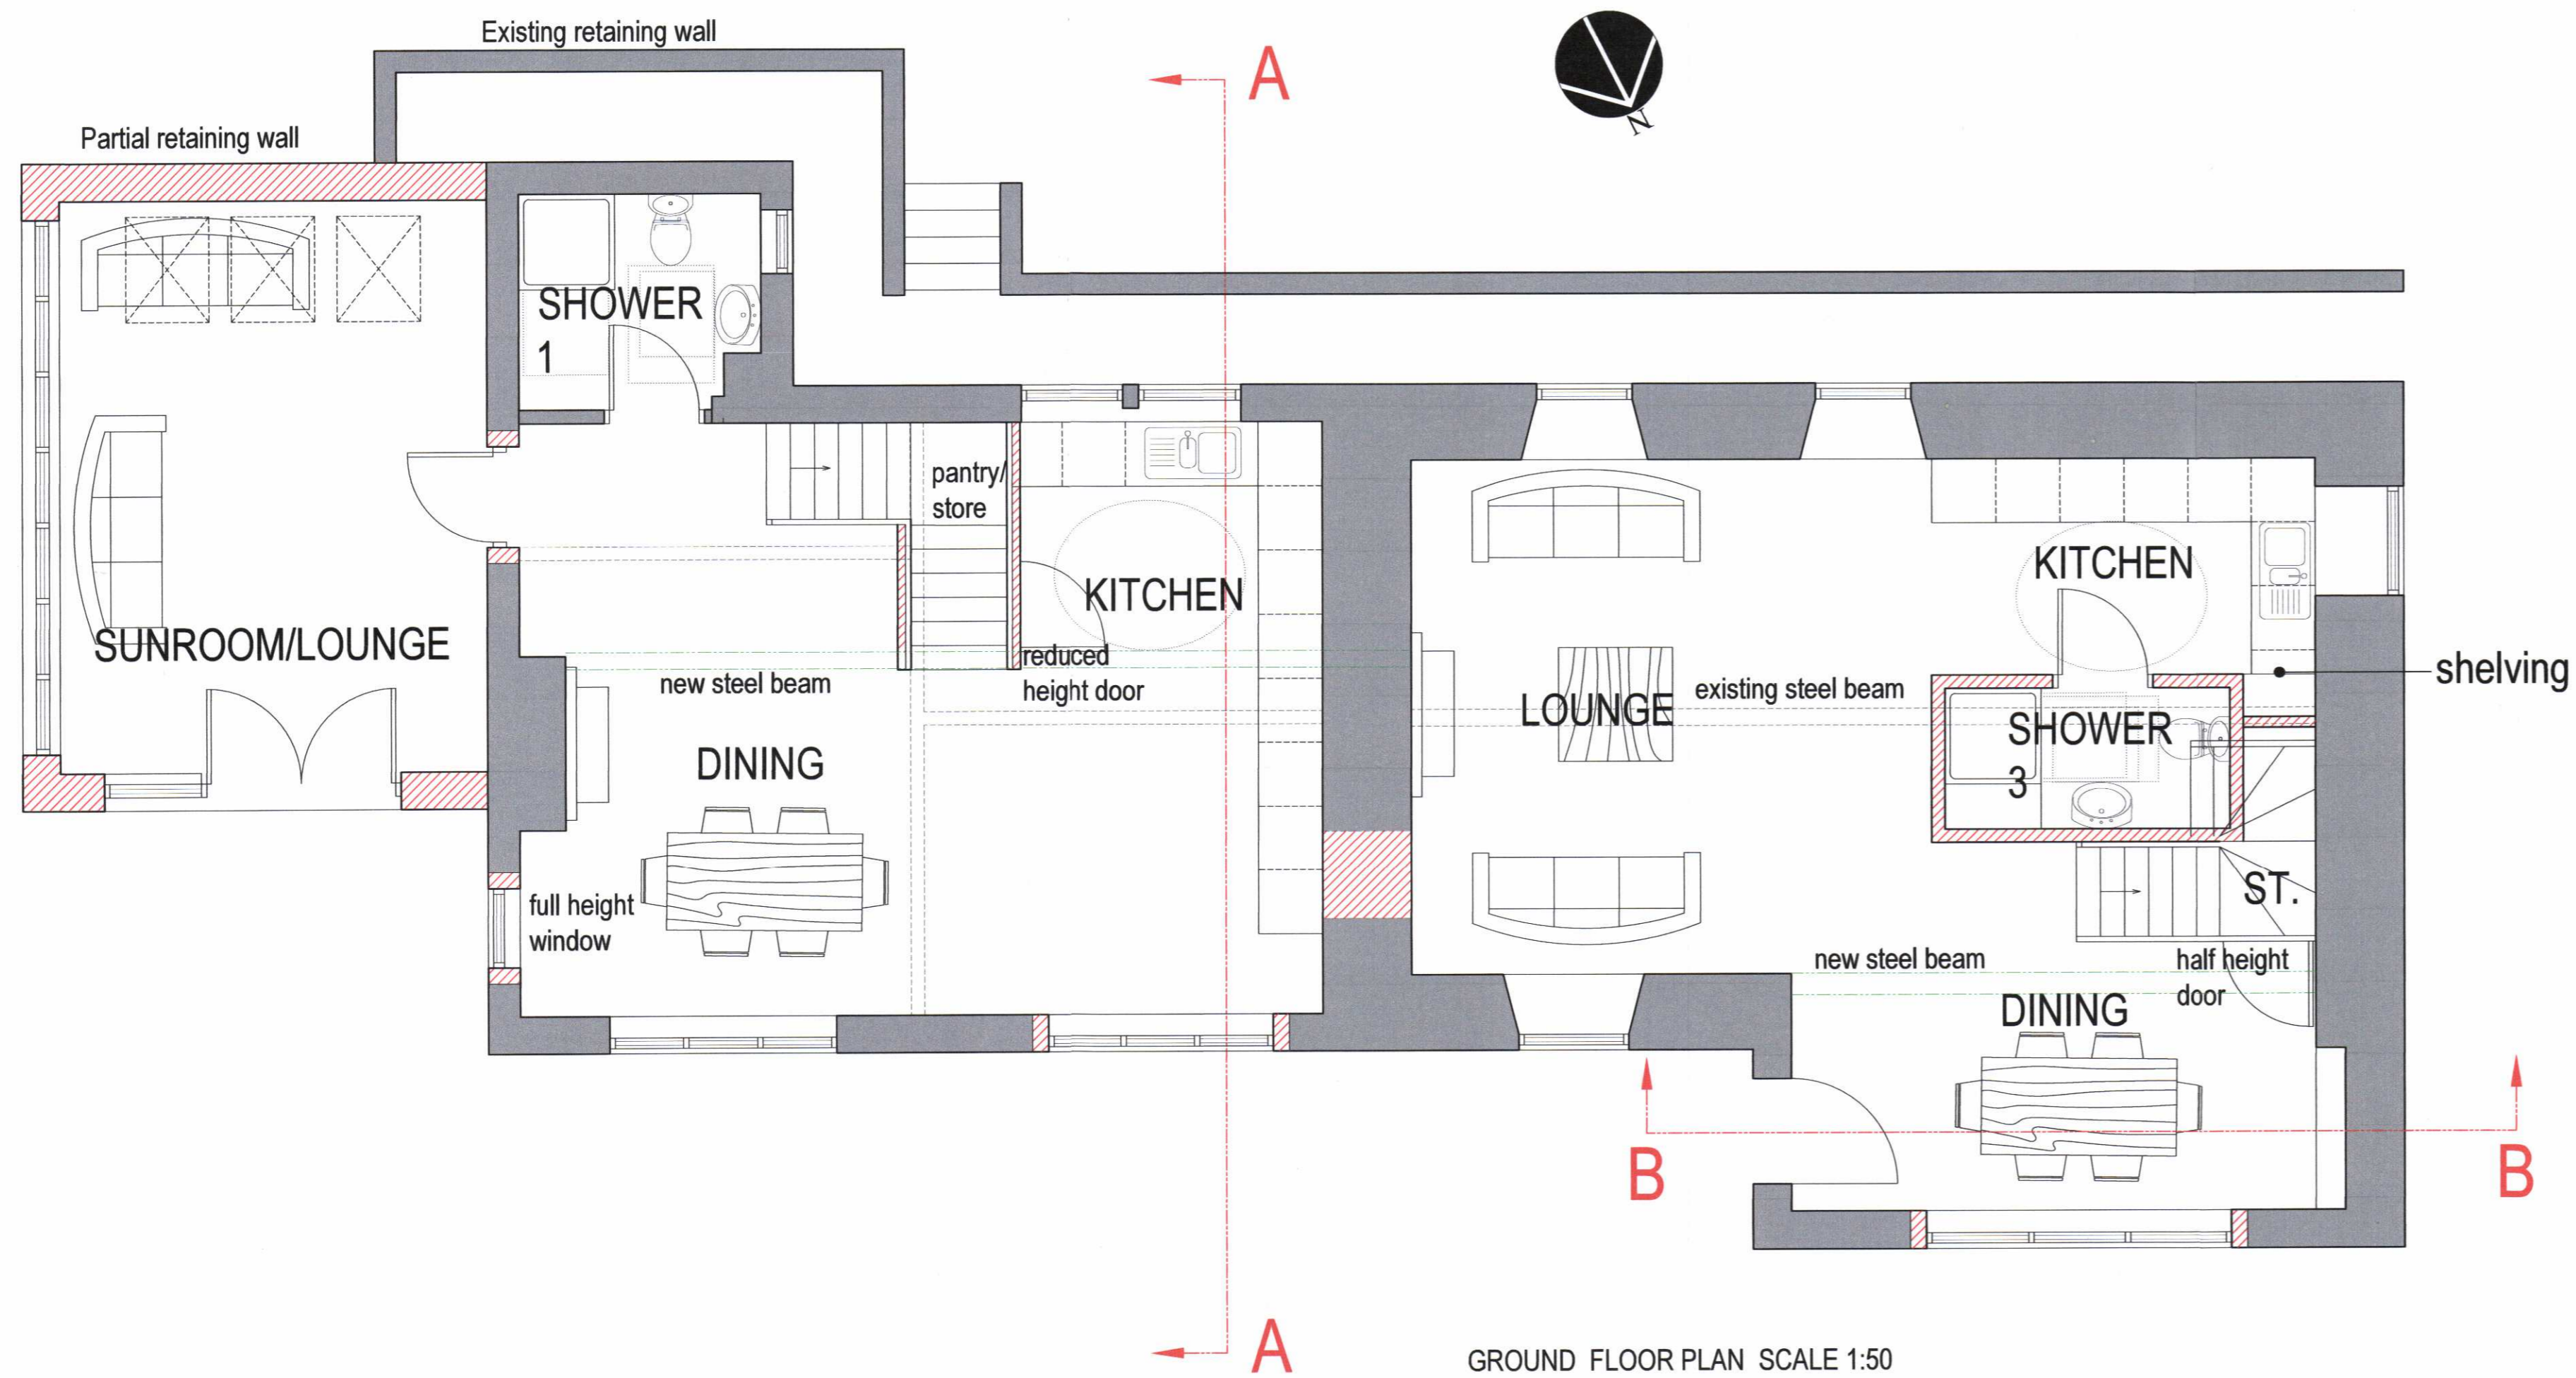 Existing retaining wall
A
N
Partial retaining wall
SHOWER
1
pantry/
store
KITCHEN
KITCHEN
SUNROOM/LOUNGE
reduced
height door
new steel beam
shelving
LOUNGE
existing steel beam
SHOWER
3
DINING
full height
window
ST.
new steel beam
half height
door
DINING
B
B
A
GROUND FLOOR PLAN SCALE 1:50